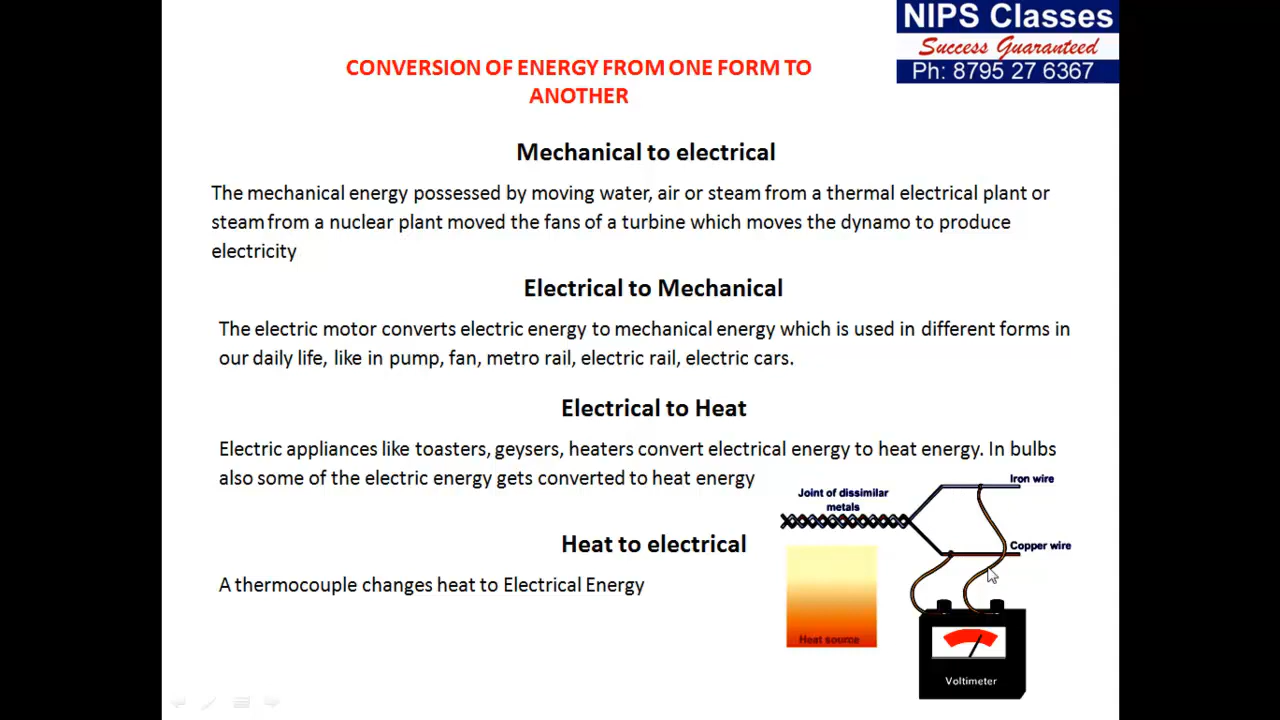 NIPS Classes
Success Guaranteed
Ph: 8795 27 6367
CONVERSION OF ENERGY FROM ONE FORM TO
ANOTHER
Mechanical to electrical
The mechanical energy possessed by moving water, air or steam from a thermal electrical plant or
steam from a nuclear plant moved the fans of a turbine which moves the dynamo to produce
electricity
Electrical to Mechanical
The electric motor converts electric energy to mechanical energy which is used in different forms in
our daily life, like in pump, fan, metro rail, electric rail, electric cars.
Electrical to Heat
Electric appliances like toasters, geysers, heaters convert electrical energy to heat energy. In bulbs
also some of the electric energy gets converted to heat energy
Heat to electrical
A thermocouple changes heat to Electrical Energy
Joint of dissimilar
metals
Iron wire
Copper wire
Heat source
Voltimeter